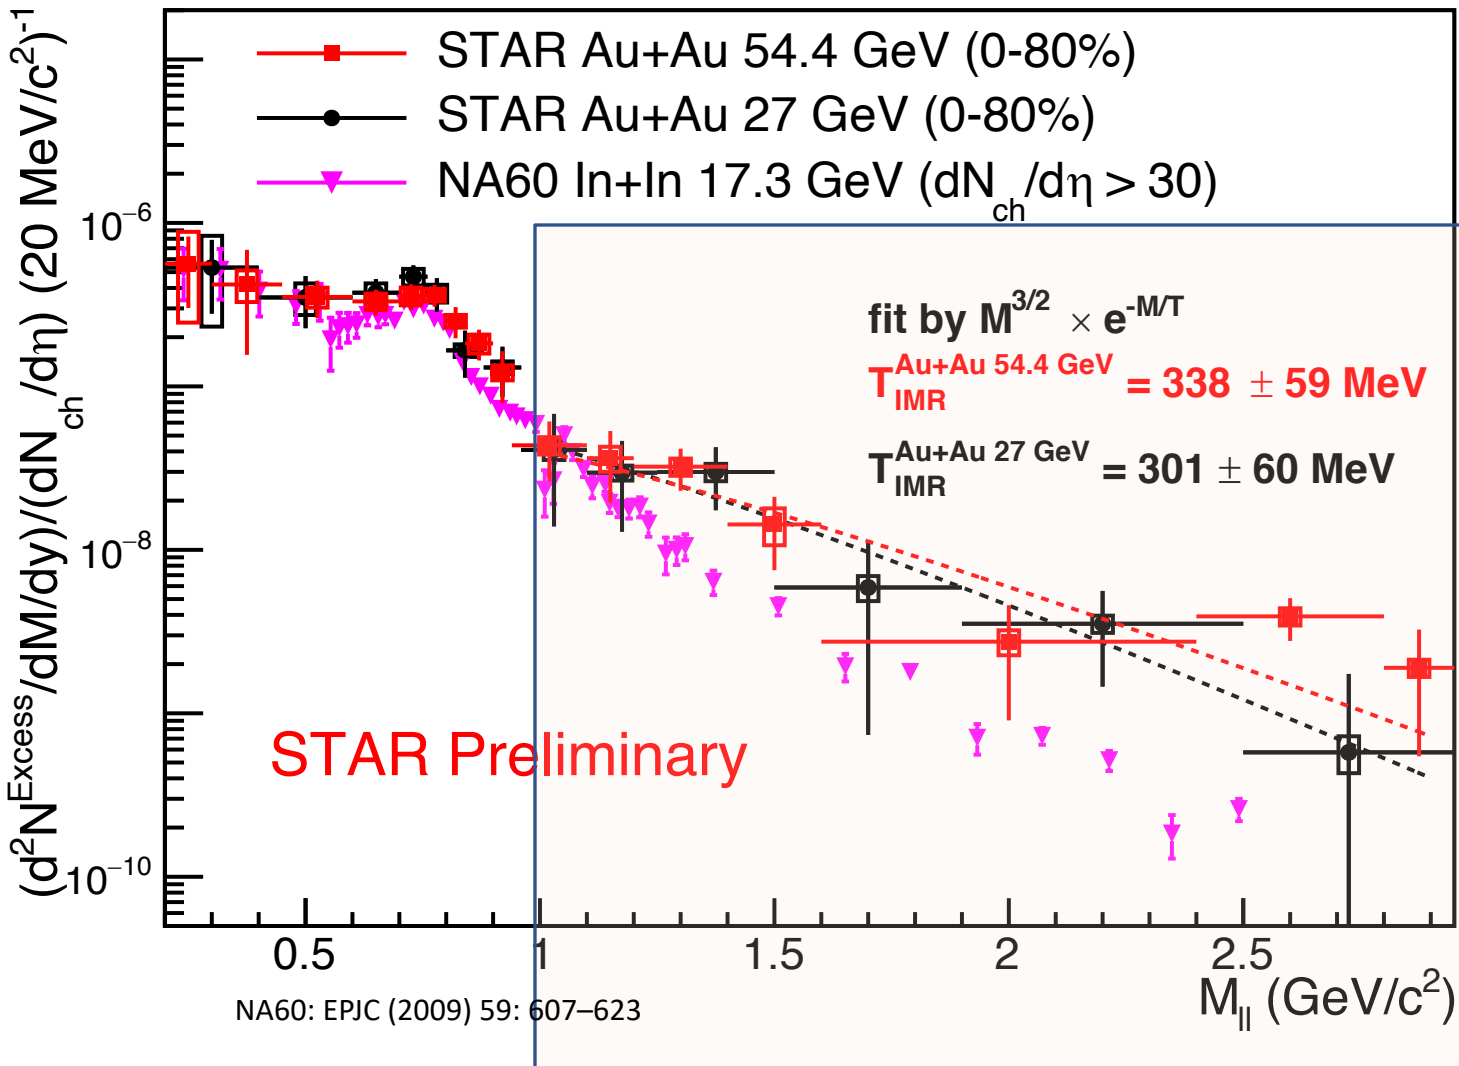 STAR Au+Au 54.4 GeV (0-80%)
STAR Au+Au 27 GeV (0-80%)
NA60 In+In 17.3 GeV (dN_ch/dη > 30)
(d²N^Excess/dM/dy)/(dN_ch/dη) (20 MeV/c²)⁻¹
10⁻⁶
10⁻⁸
10⁻¹⁰
fit by M^3/2 × e^-M/T
T_IMR^Au+Au 54.4 GeV = 338 ± 59 MeV
T_IMR^Au+Au 27 GeV = 301 ± 60 MeV
STAR Preliminary
0.5 1 1.5 2 2.5
M_ll (GeV/c²)
NA60: EPJC (2009) 59: 607–623